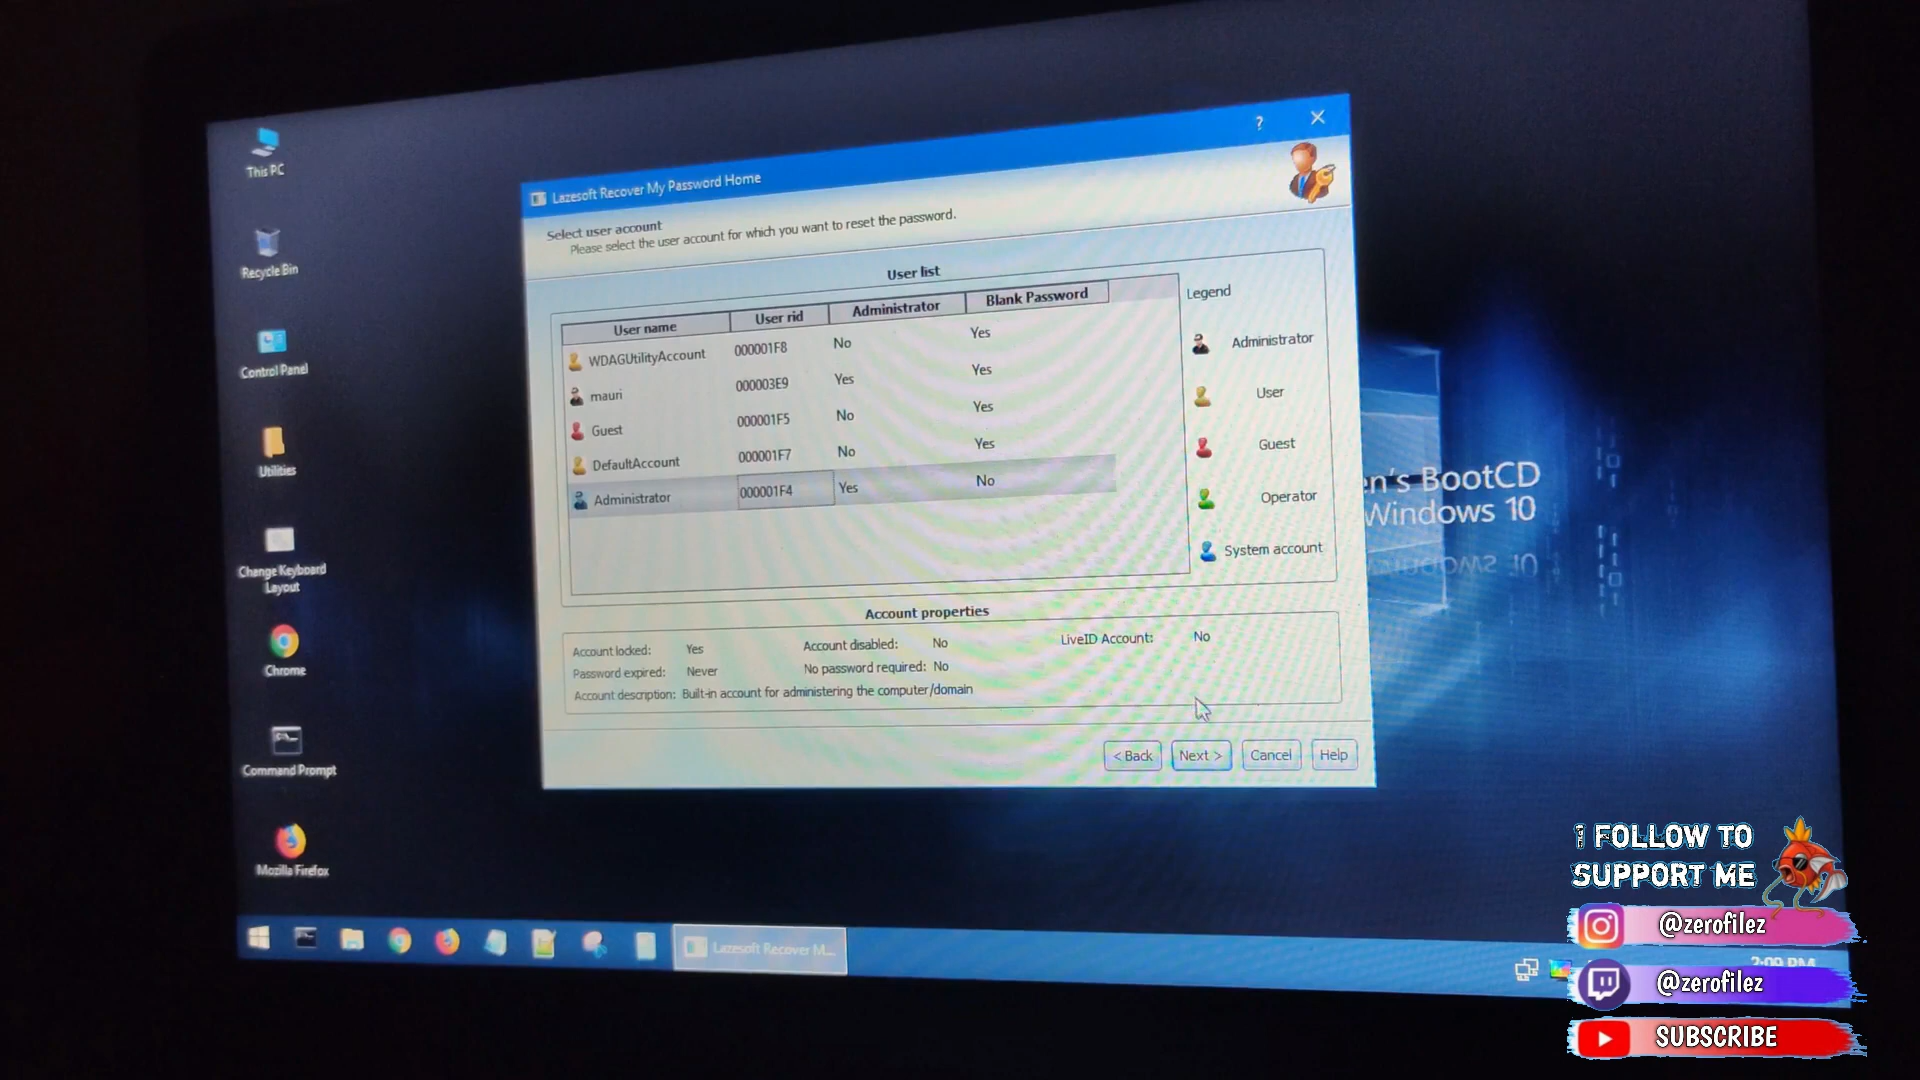 This PC
Recycle Bin
Control Panel
Utilities
Change Keyboard
Layout
Chrome
Command Prompt
Mozilla Firefox
Lazesoft Recover My Password Home
?
Select user account
Please select the user account for which you want to reset the password.
User list
User name User rid Administrator Blank Password
WDAGUtilityAccount 000001F8 No Yes
mauri 000003E9 Yes Yes
Guest 000001F5 No Yes
DefaultAccount 000001F7 No Yes
Administrator 000001F4 Yes No
Legend
Administrator
User
Guest
Operator
System account
Account properties
Account locked: Yes Account disabled: No LiveID Account: No
Password expired: Never No password required: No
Account description: Built-in account for administering the computer/domain
< Back Next > Cancel Help
en's BootCD
Windows 10
Lazesoft Recover M...
2:09 PM
I FOLLOW TO
SUPPORT ME
@zerofilez
@zerofilez
SUBSCRIBE